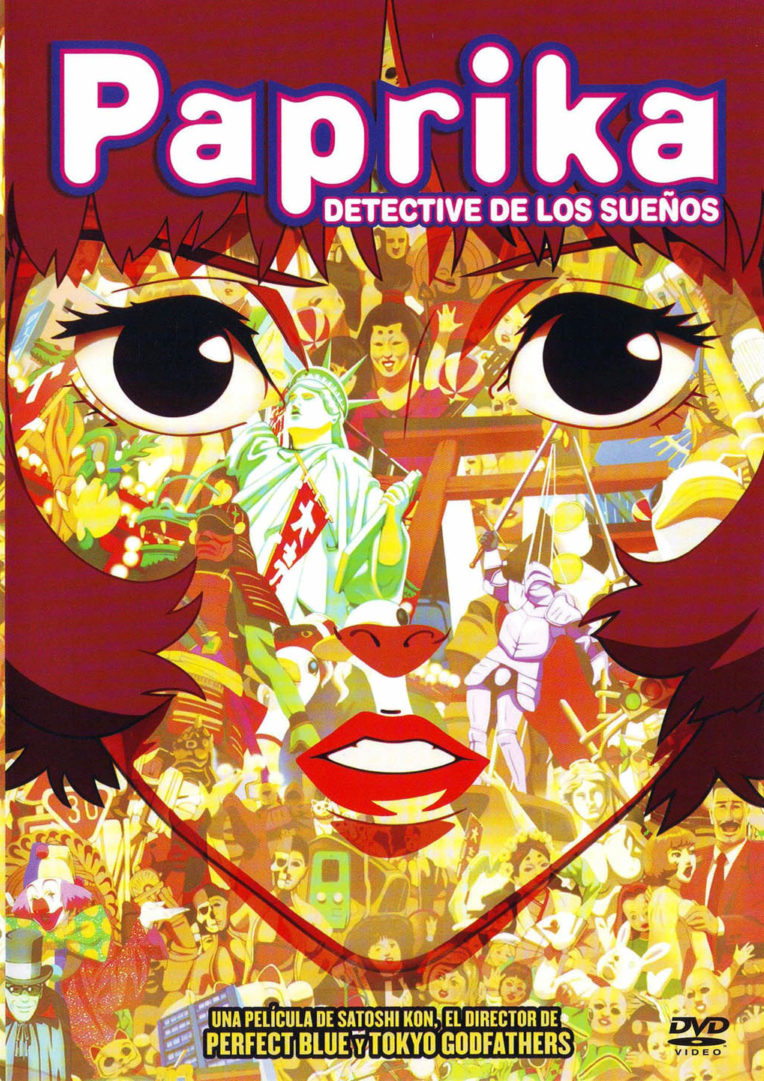 Paprika
DETECTIVE DE LOS SUEÑOS
30
UNA PELÍCULA DE SATOSHI KON, EL DIRECTOR DE
PERFECT BLUE Y TOKYO GODFATHERS
DVD
VIDEO